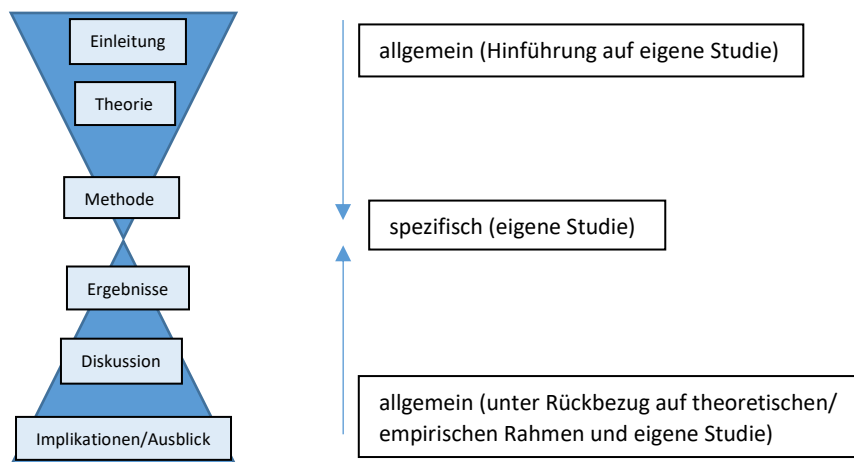 Einleitung
allgemein (Hinführung auf eigene Studie)
Theorie
Methode
spezifisch (eigene Studie)
Ergebnisse
Diskussion
allgemein (unter Rückbezug auf theoretischen/
empirischen Rahmen und eigene Studie)
Implikationen/Ausblick